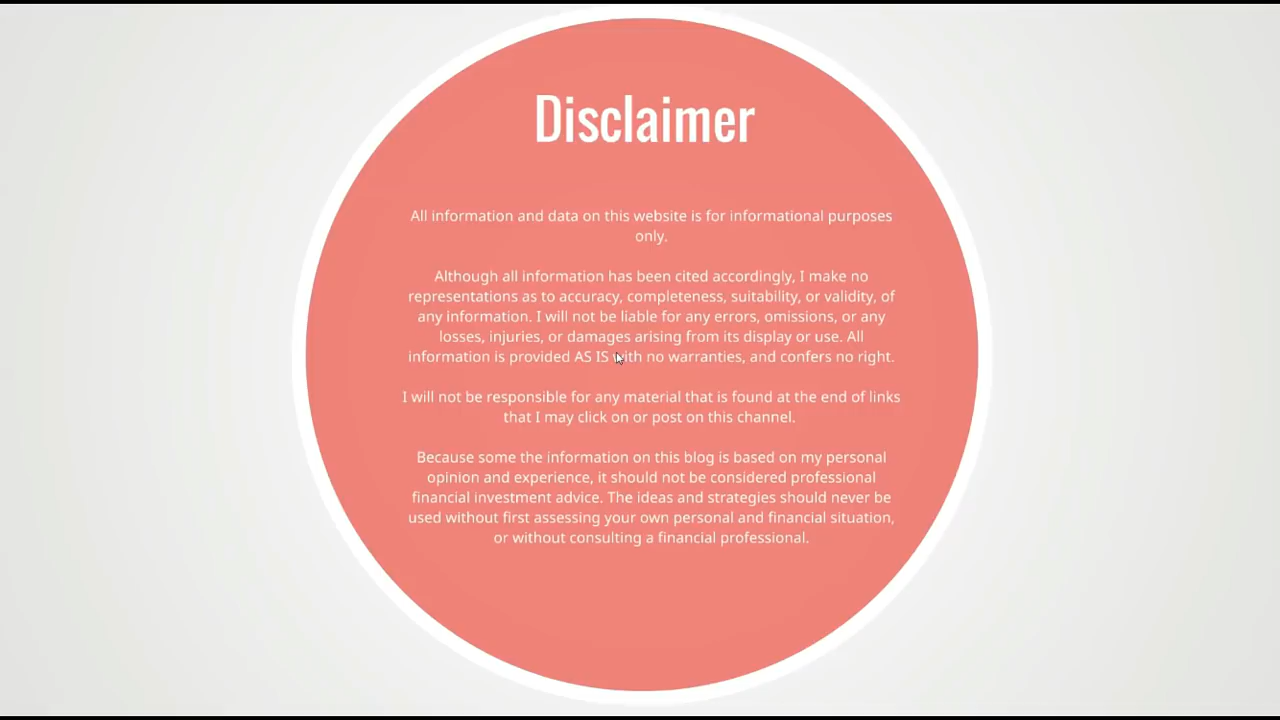 Disclaimer
All information and data on this website is for informational purposes
only.
Although all information has been cited accordingly, I make no
representations as to accuracy, completeness, suitability, or validity, of
any information. I will not be liable for any errors, omissions, or any
losses, injuries, or damages arising from its display or use. All
information is provided AS IS with no warranties, and confers no right.
I will not be responsible for any material that is found at the end of links
that I may click on or post on this channel.
Because some the information on this blog is based on my personal
opinion and experience, it should not be considered professional
financial investment advice. The ideas and strategies should never be
used without first assessing your own personal and financial situation,
or without consulting a financial professional.